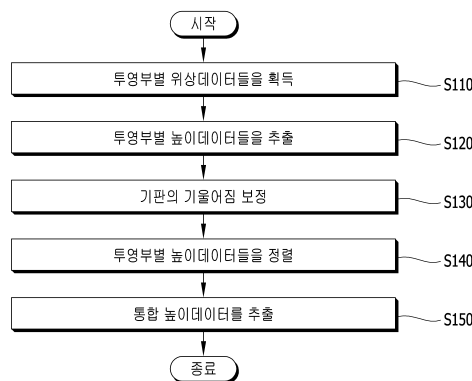 시작
투영부별 위상데이터들을 획득
S110
투영부별 높이데이터들을 추출
S120
기판의 기울어짐 보정
S130
투영부별 높이데이터들을 정렬
S140
통합 높이데이터를 추출
S150
종료